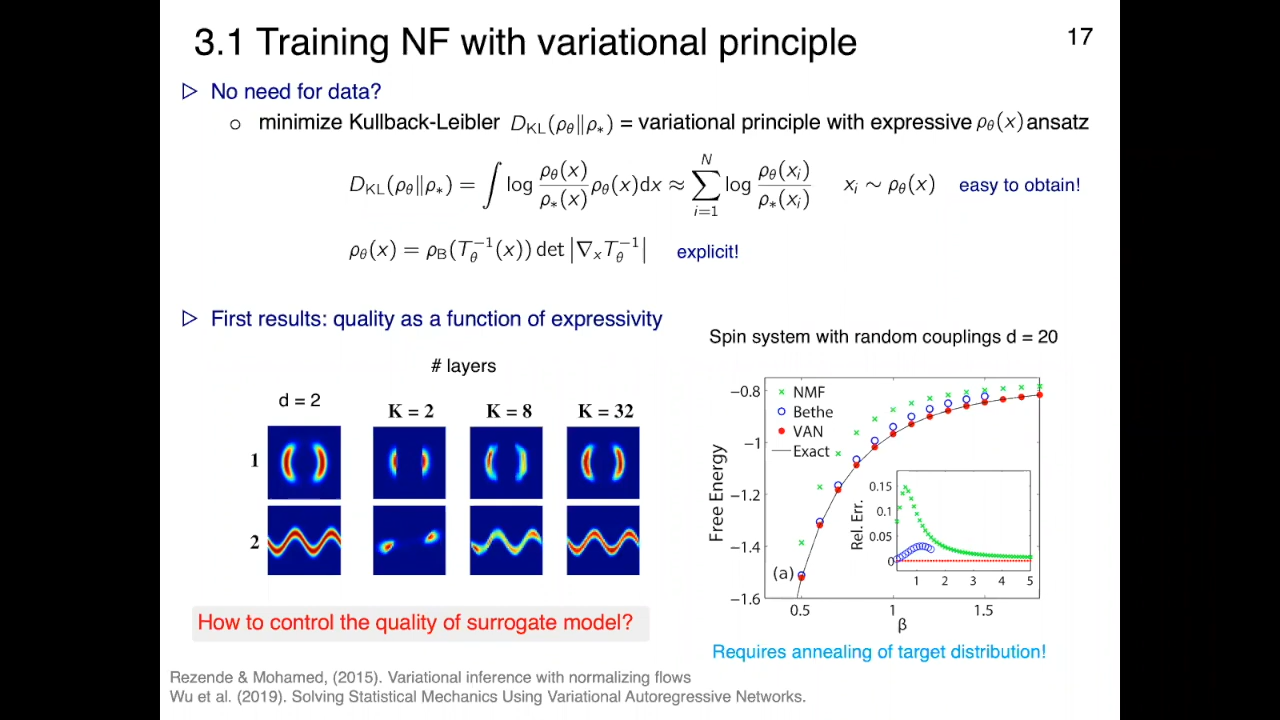 3.1 Training NF with variational principle
17
▷ No need for data?
○ minimize Kullback-Leibler D_KL(ρ_θ‖ρ_*) = variational principle with expressive ρ_θ(x) ansatz
D_KL(ρ_θ‖ρ_*) = ∫ log ρ_θ(x)/ρ_*(x) ρ_θ(x)dx ≈ ∑_{i=1}^{N} log ρ_θ(x_i)/ρ_*(x_i)   x_i ∼ ρ_θ(x)   easy to obtain!
ρ_θ(x) = ρ_B(T_θ^{-1}(x)) det |∇_x T_θ^{-1}|   explicit!
▷ First results: quality as a function of expressivity
# layers
d = 2
K = 2 K = 8 K = 32
1
2
How to control the quality of surrogate model?
Spin system with random couplings d = 20
Free Energy
−0.8
−1
−1.2
−1.4
−1.6
NMF
Bethe
VAN
Exact
(a)
Rel. Err.
0.15
0.1
0.05
0
1 2 3 4 5
0.5 1 1.5
β
Requires annealing of target distribution!
Rezende & Mohamed, (2015). Variational inference with normalizing flows
Wu et al. (2019). Solving Statistical Mechanics Using Variational Autoregressive Networks.